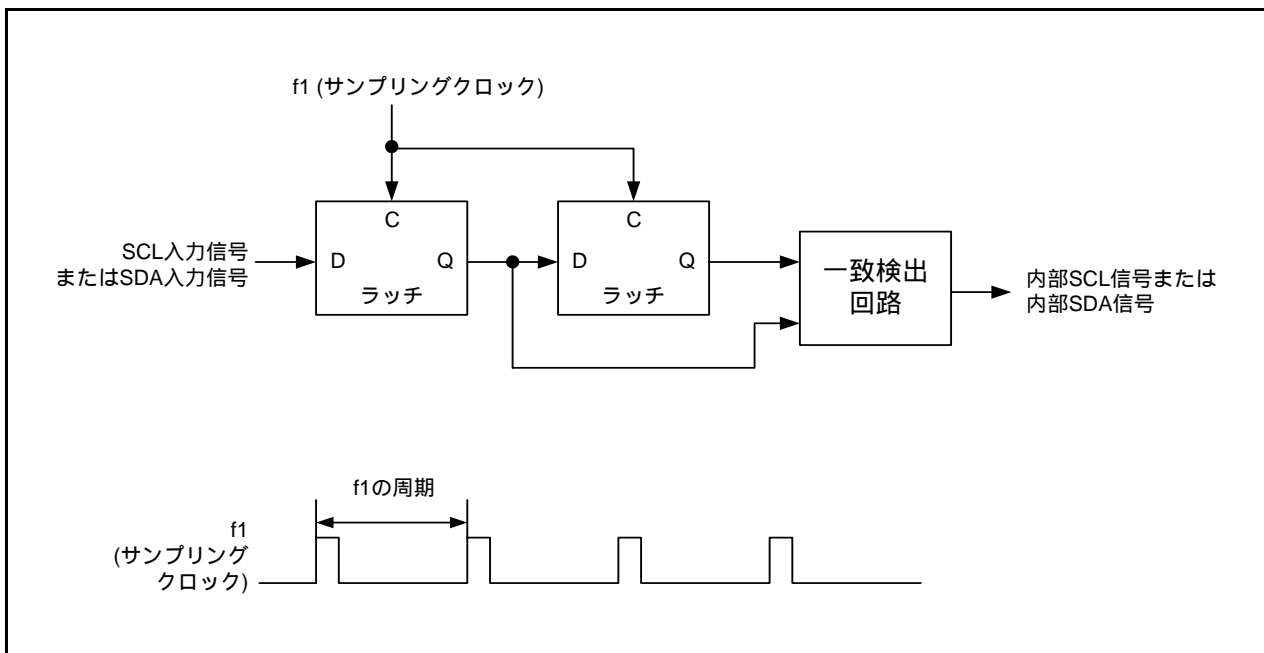 f1 (サンプリングクロック)
C
C
SCL入力信号
またはSDA入力信号
D
Q
D
Q
ラッチ
ラッチ
一致検出
回路
内部SCL信号または
内部SDA信号
f1の周期
f1
(サンプリング
クロック)